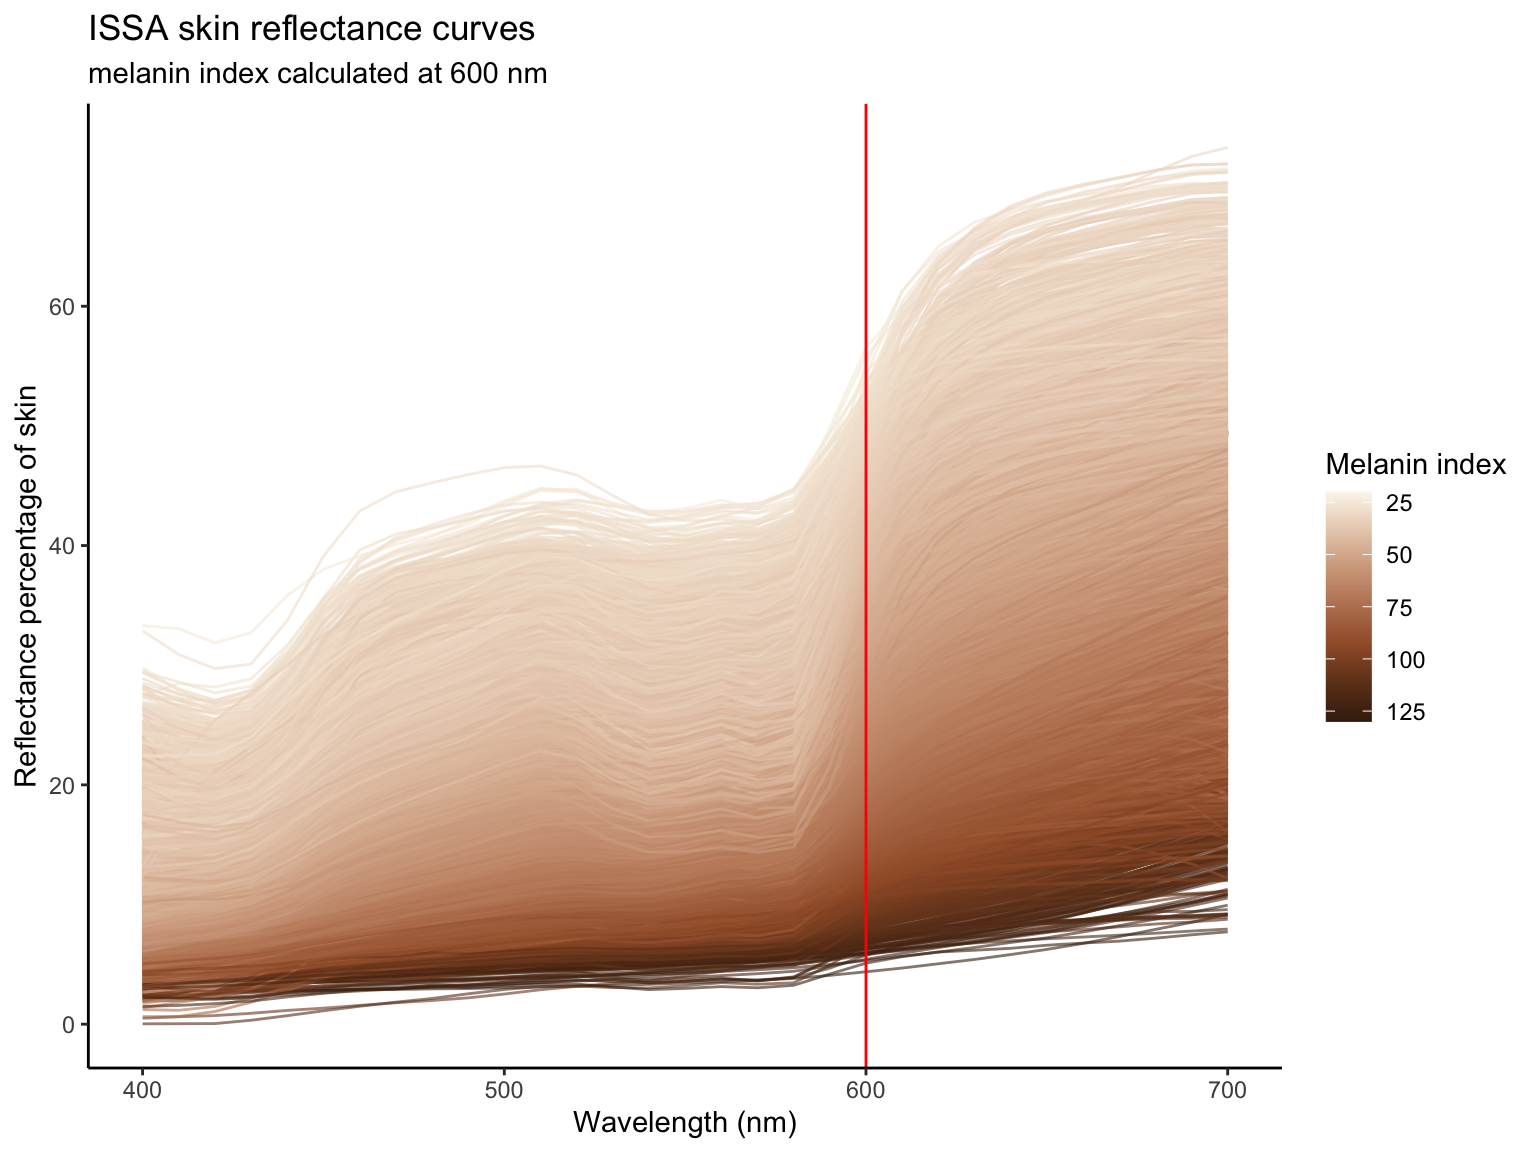 ISSA skin reflectance curves
melanin index calculated at 600 nm
Reflectance percentage of skin
60
40
20
0
400
500
600
700
Wavelength (nm)
Melanin index
25
50
75
100
125